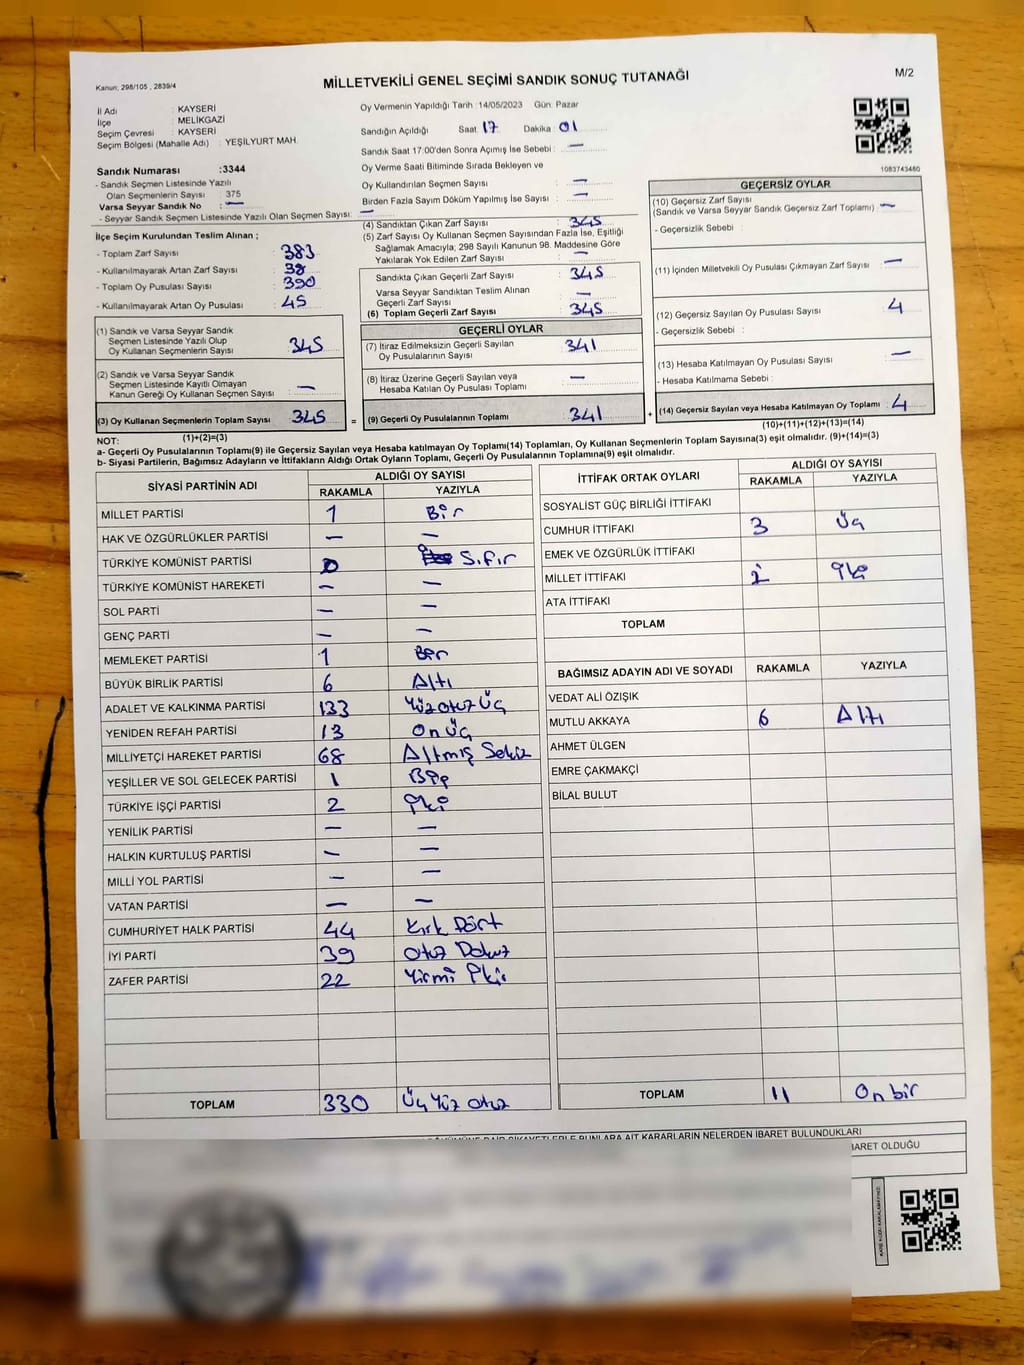 Kanun: 298/105 , 2839/4
MİLLETVEKİLİ GENEL SEÇİMİ SANDIK SONUÇ TUTANAĞI
M/2
İl Adı : KAYSERİ
İlçe : MELİKGAZİ
Seçim Çevresi : KAYSERİ
Seçim Bölgesi (Mahalle Adı) : YEŞİLYURT MAH.
Oy Vermenin Yapıldığı Tarih : 14/05/2023 Gün: Pazar
Sandığın Açıldığı Saat: 17 Dakika : 01
Sandık Saat 17:00'den Sonra Açılmış İse Sebebi : —
Oy Verme Saati Bitiminde Sırada Bekleyen ve
Oy Kullandırılan Seçmen Sayısı : —
Birden Fazla Sayım Döküm Yapılmış İse Sayısı : —
1083743480
Sandık Numarası :3344
- Sandık Seçmen Listesinde Yazılı
Olan Seçmenlerin Sayısı : 375
Varsa Seyyar Sandık No : —
- Seyyar Sandık Seçmen Listesinde Yazılı Olan Seçmen Sayısı: —
İlçe Seçim Kurulundan Teslim Alınan ;
- Toplam Zarf Sayısı : 383
- Kullanılmayarak Artan Zarf Sayısı : 38
- Toplam Oy Pusulası Sayısı : 390
- Kullanılmayarak Artan Oy Pusulası : 45
(1) Sandık ve Varsa Seyyar Sandık
Seçmen Listesinde Yazılı Olup
Oy Kullanan Seçmenlerin Sayısı : 345
(2) Sandık ve Varsa Seyyar Sandık
Seçmen Listesinde Kayıtlı Olmayan
Kanun Gereği Oy Kullanan Seçmen Sayısı : —
(3) Oy Kullanan Seçmenlerin Toplam Sayısı : 345
(1)+(2)=(3)
(4) Sandıktan Çıkan Zarf Sayısı : 345
(5) Zarf Sayısı Oy Kullanan Seçmen Sayısından Fazla İse, Eşitliği
Sağlamak Amacıyla; 298 Sayılı Kanunun 98. Maddesine Göre
Yakılarak Yok Edilen Zarf Sayısı : —
Sandıkta Çıkan Geçerli Zarf Sayısı : 345
Varsa Seyyar Sandıktan Teslim Alınan
Geçerli Zarf Sayısı : —
(6) Toplam Geçerli Zarf Sayısı : 345
GEÇERLİ OYLAR
(7) İtiraz Edilmeksizin Geçerli Sayılan
Oy Pusulalarının Sayısı : 341
(8) İtiraz Üzerine Geçerli Sayılan veya
Hesaba Katılan Oy Pusulası Toplamı : —
= (9) Geçerli Oy Pusulalarının Toplamı : 341 +
GEÇERSİZ OYLAR
(10) Geçersiz Zarf Sayısı
(Sandık ve Varsa Seyyar Sandık Geçersiz Zarf Toplamı) : —
- Geçersizlik Sebebi :
(11) İçinden Milletvekili Oy Pusulası Çıkmayan Zarf Sayısı : —
(12) Geçersiz Sayılan Oy Pusulası Sayısı : 4
- Geçersizlik Sebebi :
(13) Hesaba Katılmayan Oy Pusulası Sayısı : —
- Hesaba Katılmama Sebebi :
(14) Geçersiz Sayılan veya Hesaba Katılmayan Oy Toplamı : 4
(10)+(11)+(12)+(13)=(14)
NOT:
a- Geçerli Oy Pusulalarının Toplamı(9) ile Geçersiz Sayılan veya Hesaba katılmayan Oy Toplamı(14) Toplamları, Oy Kullanan Seçmenlerin Toplam Sayısına(3) eşit olmalıdır. (9)+(14)=(3)
b- Siyasi Partilerin, Bağımsız Adayların ve İttifakların Aldığı Ortak Oyların Toplamı, Geçerli Oy Pusulalarının Toplamına(9) eşit olmalıdır.
SİYASİ PARTİNİN ADI ALDIĞI OY SAYISI
RAKAMLA YAZIYLA
MİLLET PARTİSİ 1 Bir
HAK VE ÖZGÜRLÜKLER PARTİSİ — —
TÜRKİYE KOMÜNİST PARTİSİ 0 Sıfır
TÜRKİYE KOMÜNİST HAREKETİ — —
SOL PARTİ — —
GENÇ PARTİ — —
MEMLEKET PARTİSİ 1 Bir
BÜYÜK BİRLİK PARTİSİ 6 Altı
ADALET VE KALKINMA PARTİSİ 133 Yüz otuz Üç
YENİDEN REFAH PARTİSİ 13 on üç
MİLLİYETÇİ HAREKET PARTİSİ 68 Altmış Sekiz
YEŞİLLER VE SOL GELECEK PARTİSİ 1 Bir
TÜRKİYE İŞÇİ PARTİSİ 2 iki
YENİLİK PARTİSİ — —
HALKIN KURTULUŞ PARTİSİ — —
MİLLİ YOL PARTİSİ — —
VATAN PARTİSİ — —
CUMHURİYET HALK PARTİSİ 44 Kırk Dört
İYİ PARTİ 39 otuz Dokuz
ZAFER PARTİSİ 22 Yirmi İki
TOPLAM 330 Üç Yüz otuz
İTTİFAK ORTAK OYLARI ALDIĞI OY SAYISI
RAKAMLA YAZIYLA
SOSYALİST GÜÇ BİRLİĞİ İTTİFAKI
CUMHUR İTTİFAKI 3 Üç
EMEK VE ÖZGÜRLÜK İTTİFAKI
MİLLET İTTİFAKI 2 iki
ATA İTTİFAKI
TOPLAM
BAĞIMSIZ ADAYIN ADI VE SOYADI RAKAMLA YAZIYLA
VEDAT ALİ ÖZIŞIK
MUTLU AKKAYA 6 Altı
AHMET ÜLGEN
EMRE ÇAKMAKÇİ
BİLAL BULUT
TOPLAM 11 On bir
KARARLARIN NELERDEN İBARET BULUNDUKLARI
İBARET OLDUĞU